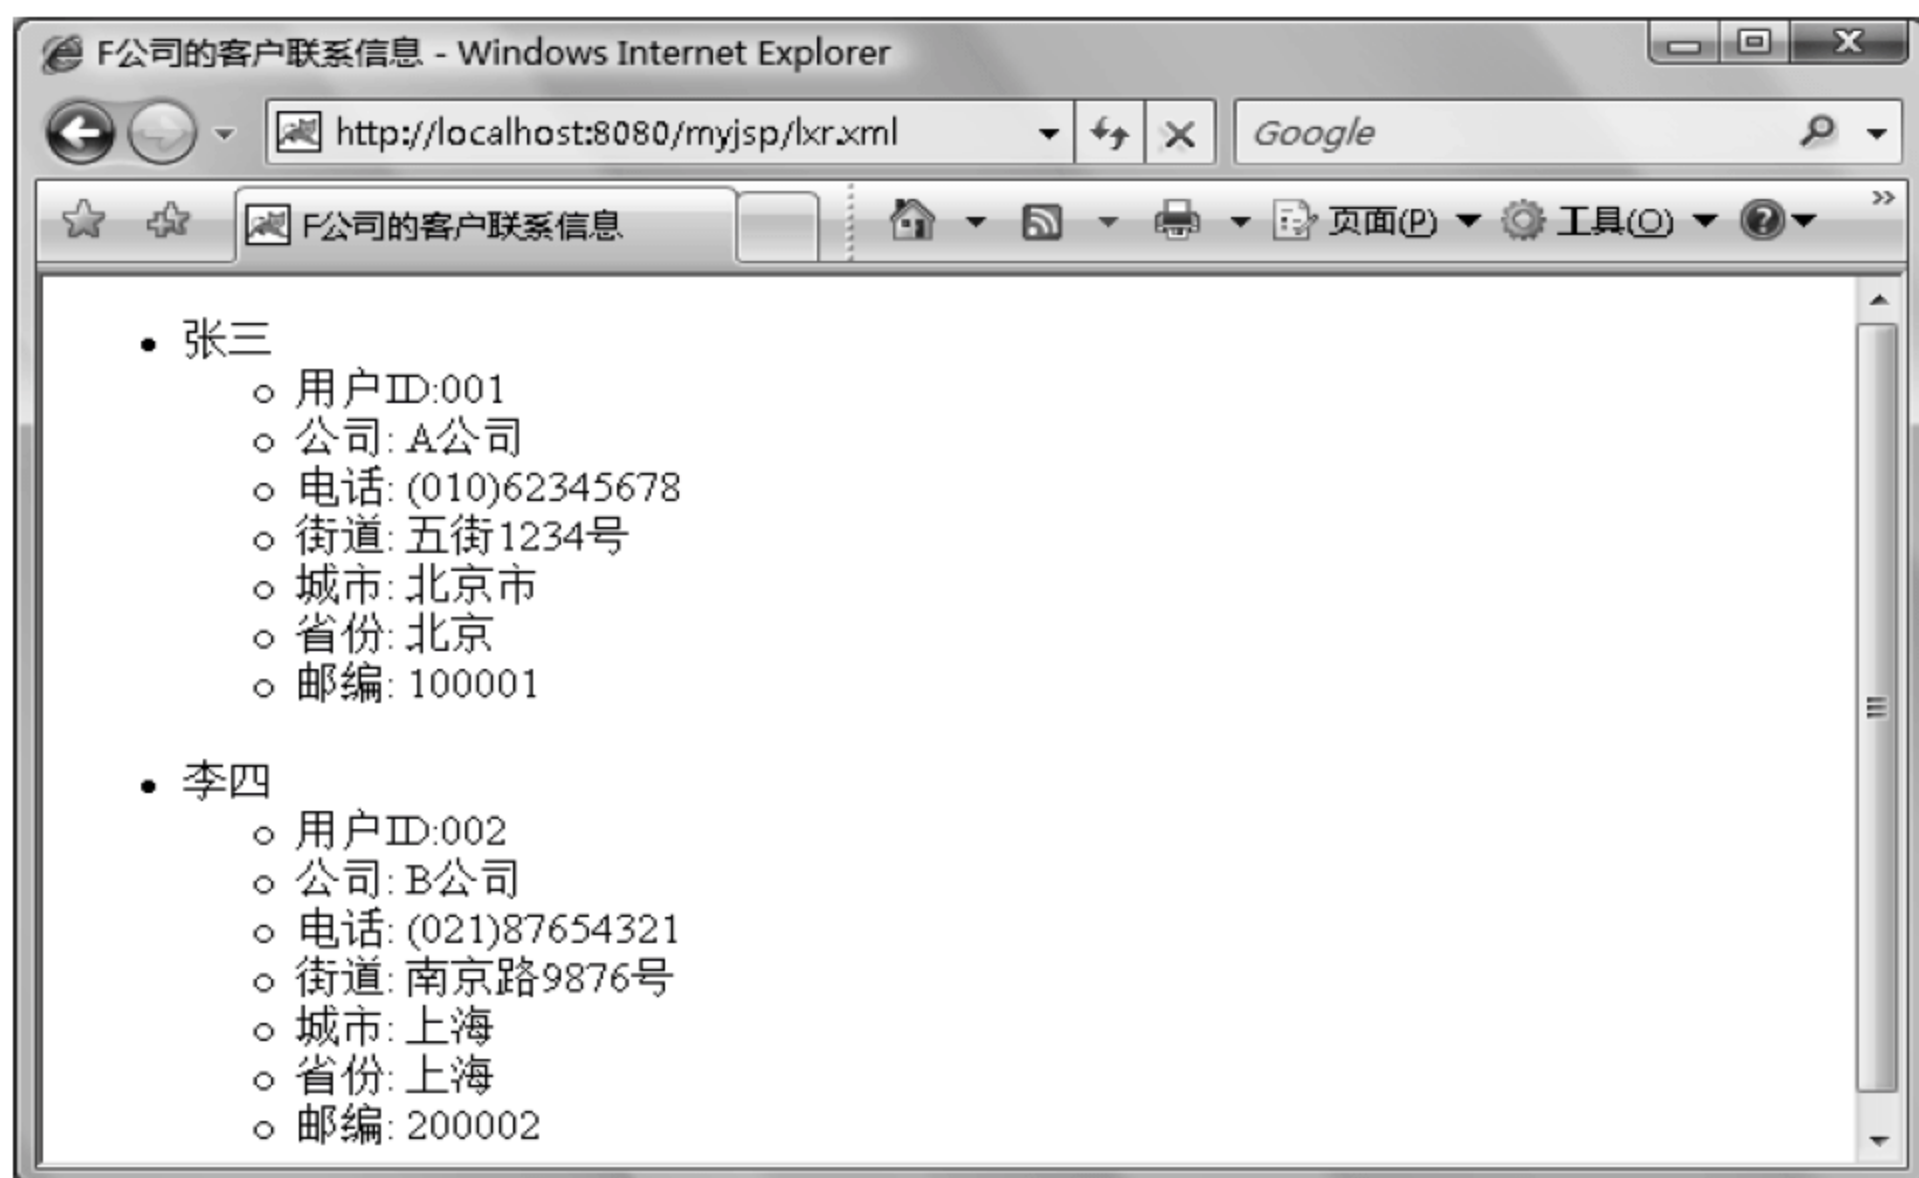 F公司的客户联系信息 - Windows Internet Explorer
http://localhost:8080/myjsp/lxr.xml
Google
F公司的客户联系信息
页面(P)
工具(O)
张三
用户ID:001
公司: A公司
电话: (010)62345678
街道: 五街1234号
城市: 北京市
省份: 北京
邮编: 100001
李四
用户ID:002
公司: B公司
电话: (021)87654321
街道: 南京路9876号
城市: 上海
省份: 上海
邮编: 200002